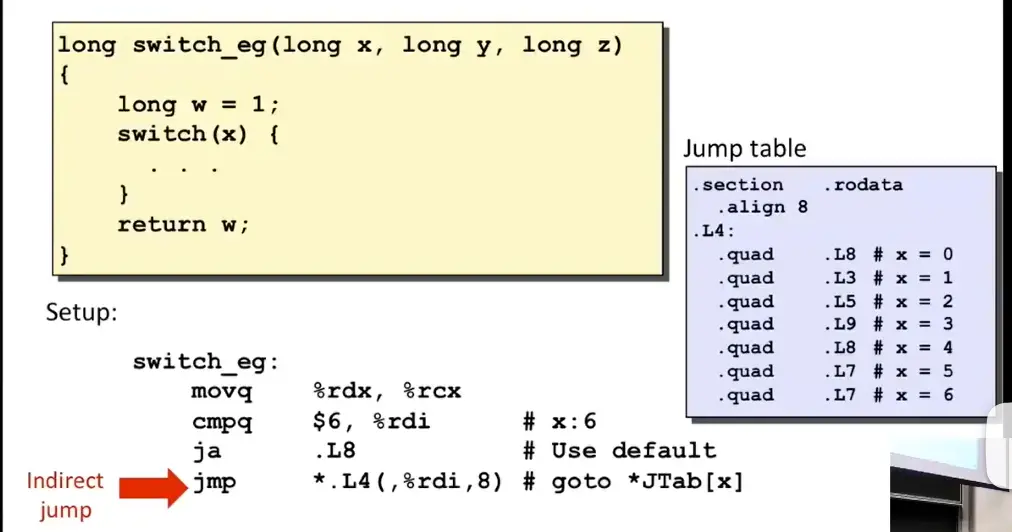 long switch_eg(long x, long y, long z)
{
    long w = 1;
    switch(x) {
      . . .
    }
    return w;
}
Jump table
.section    .rodata
  .align 8
.L4:
  .quad    .L8 # x = 0
  .quad    .L3 # x = 1
  .quad    .L5 # x = 2
  .quad    .L9 # x = 3
  .quad    .L8 # x = 4
  .quad    .L7 # x = 5
  .quad    .L7 # x = 6
Setup:
switch_eg:
    movq    %rdx, %rcx
    cmpq    $6, %rdi    # x:6
    ja      .L8         # Use default
    jmp     *.L4(,%rdi,8) # goto *JTab[x]
Indirect
jump